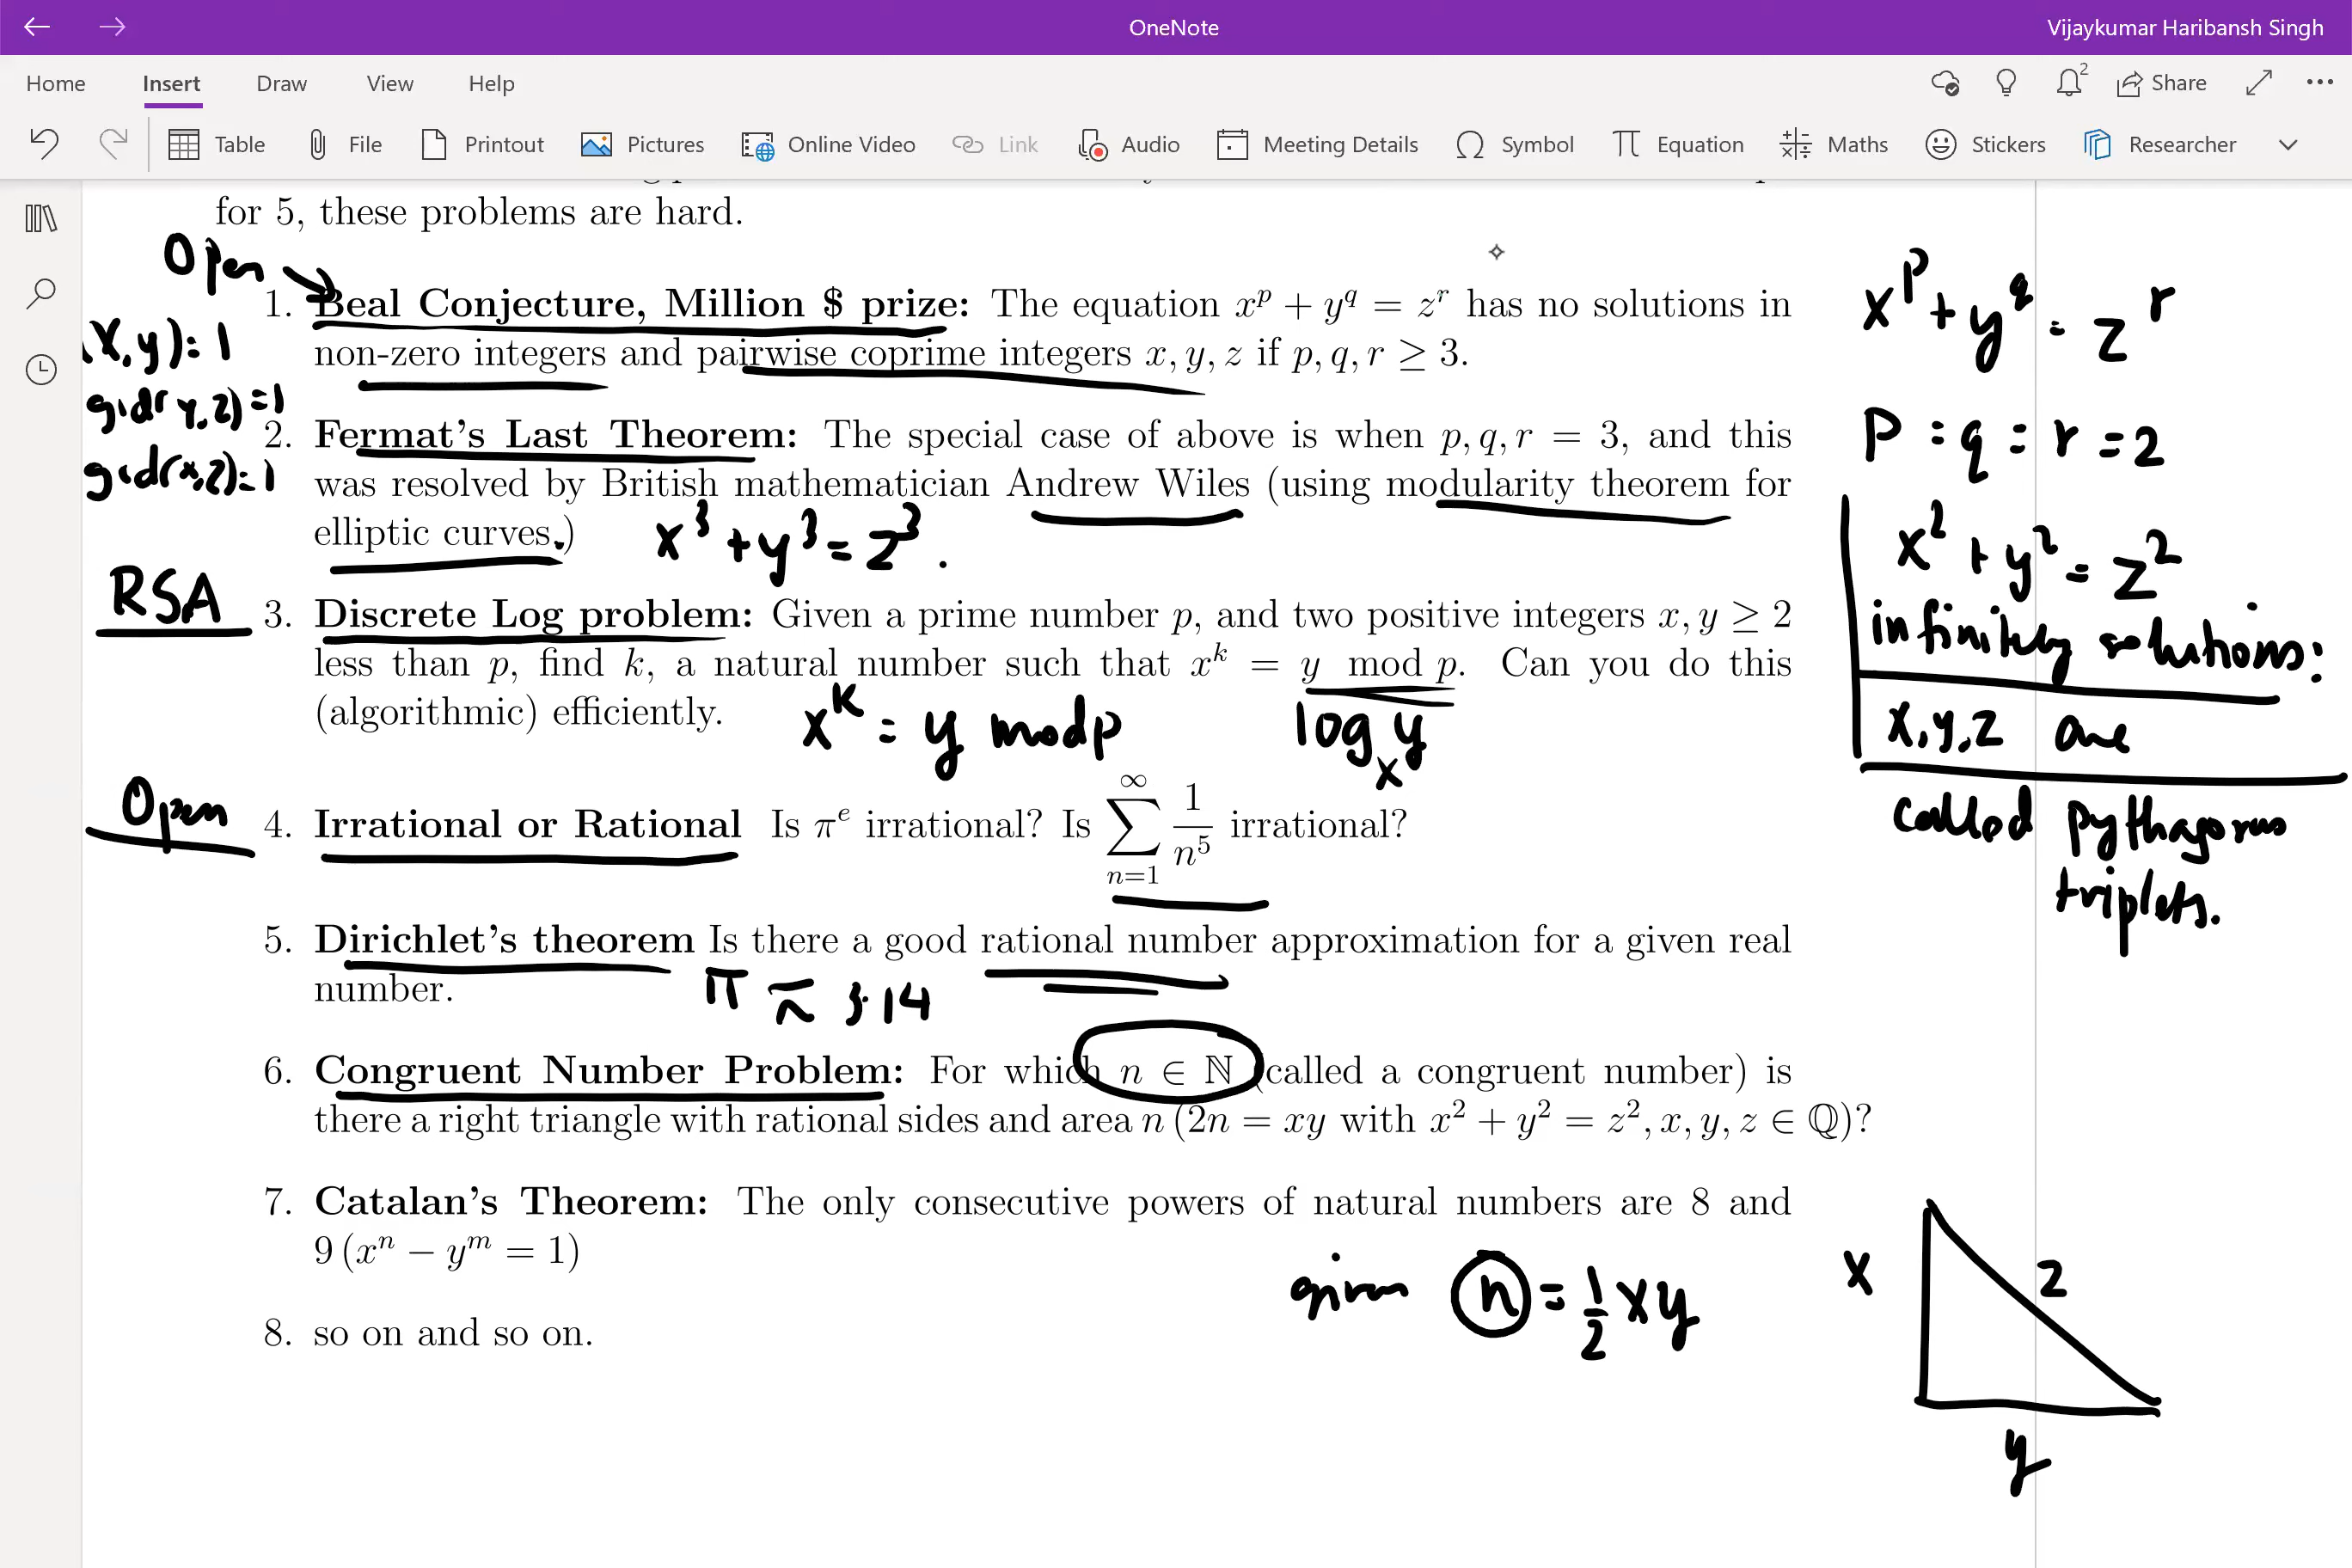 OneNote
Vijaykumar Haribansh Singh
Home Insert Draw View Help
2 Share
Table File Printout Pictures Online Video Link Audio Meeting Details Symbol Equation Maths Stickers Researcher
for 5, these problems are hard.
Open
1. Beal Conjecture, Million $ prize: The equation x^p + y^q = z^r has no solutions in
non-zero integers and pairwise coprime integers x, y, z if p, q, r ≥ 3.
(x,y)=1
gcd(y,z)=1
gcd(x,z)=1
2. Fermat's Last Theorem: The special case of above is when p, q, r = 3, and this
was resolved by British mathematician Andrew Wiles (using modularity theorem for
elliptic curves.)
x^3 + y^3 = z^3.
RSA
3. Discrete Log problem: Given a prime number p, and two positive integers x, y ≥ 2
less than p, find k, a natural number such that x^k = y mod p. Can you do this
(algorithmic) efficiently.
x^k = y mod p
log_x y
Open
4. Irrational or Rational Is π^e irrational? Is ∑_{n=1}^{∞} 1/n^5 irrational?
5. Dirichlet's theorem Is there a good rational number approximation for a given real
number.
π ≈ 3.14
6. Congruent Number Problem: For which n ∈ ℕ (called a congruent number) is
there a right triangle with rational sides and area n (2n = xy with x^2 + y^2 = z^2, x, y, z ∈ ℚ)?
7. Catalan's Theorem: The only consecutive powers of natural numbers are 8 and
9 (x^n − y^m = 1)
given n = 1/2 xy
8. so on and so on.
x^p + y^q = z^r
p = q = r = 2
x^2 + y^2 = z^2
infinitely solutions:
x, y, z are
called pythagorus
triplets.
x
z
y